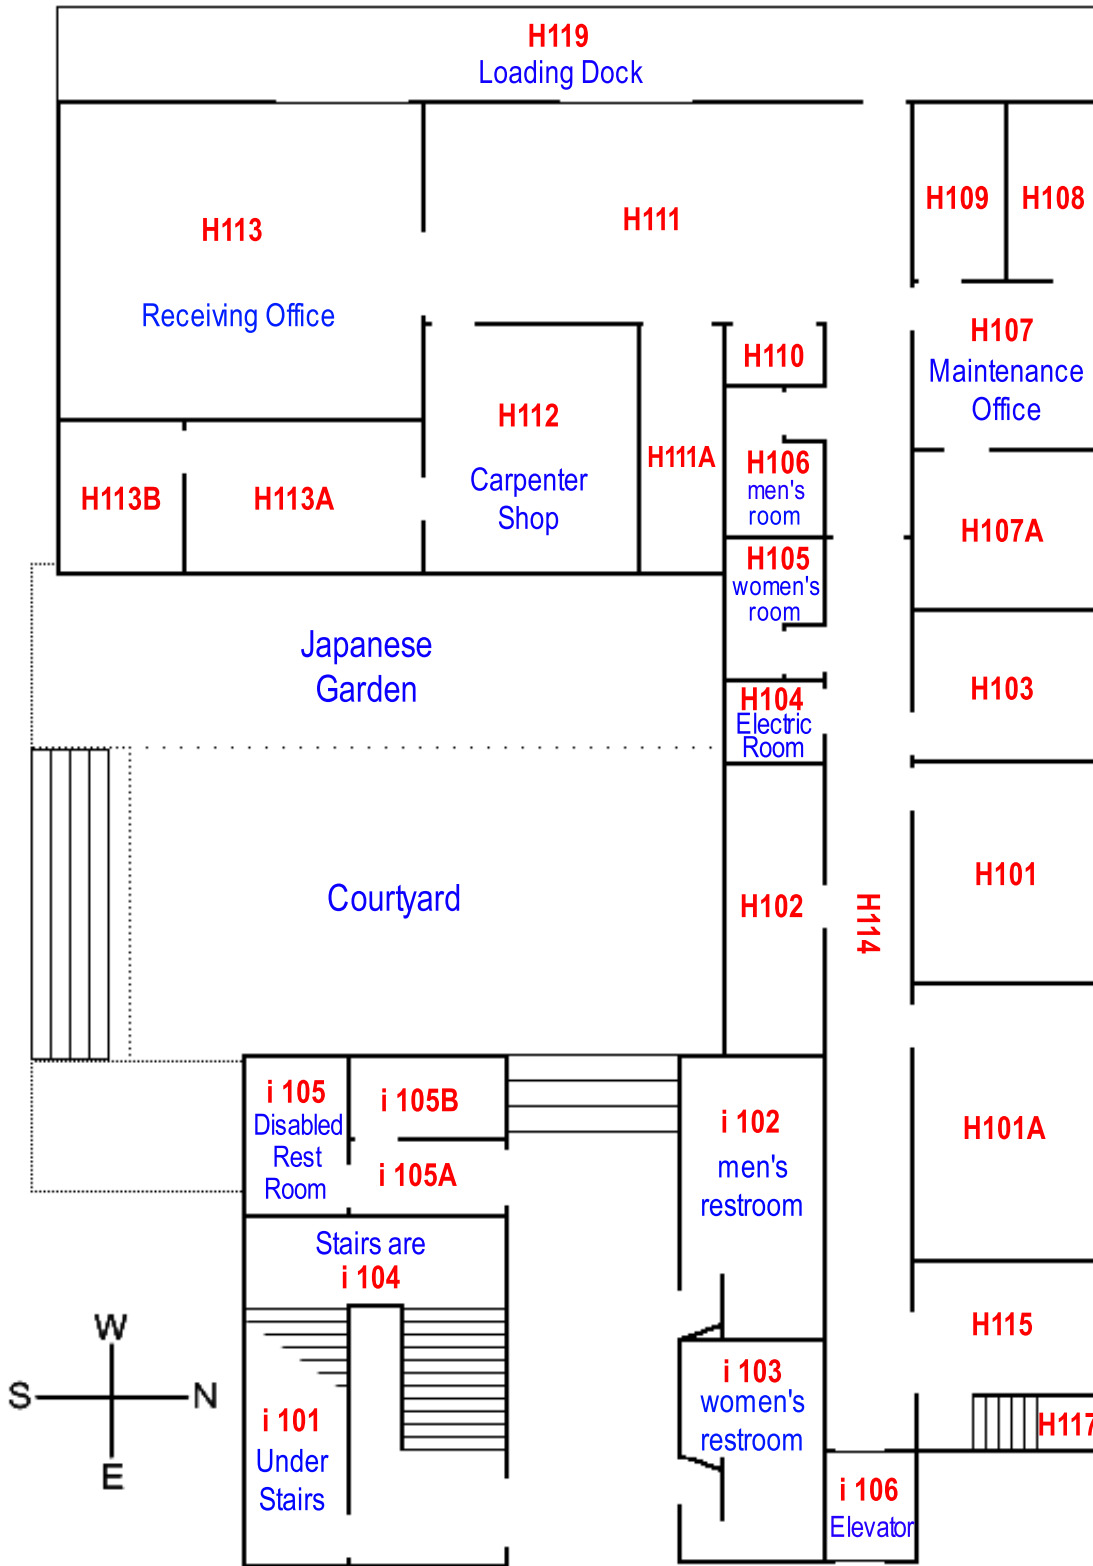 H119
Loading Dock
H113
Receiving Office
H111
H109
H108
H107
Maintenance
Office
H110
H112
Carpenter
Shop
H111A
H106
men's
room
H113B
H113A
H107A
H105
women's
room
Japanese
Garden
H104
Electric
Room
H103
Courtyard
H102
H114
H101
i 105
Disabled
Rest
Room
i 105B
i 105A
i 102
men's
restroom
H101A
Stairs are
i 104
H115
W
S
N
E
i 101
Under
Stairs
i 103
women's
restroom
H117
i 106
Elevator